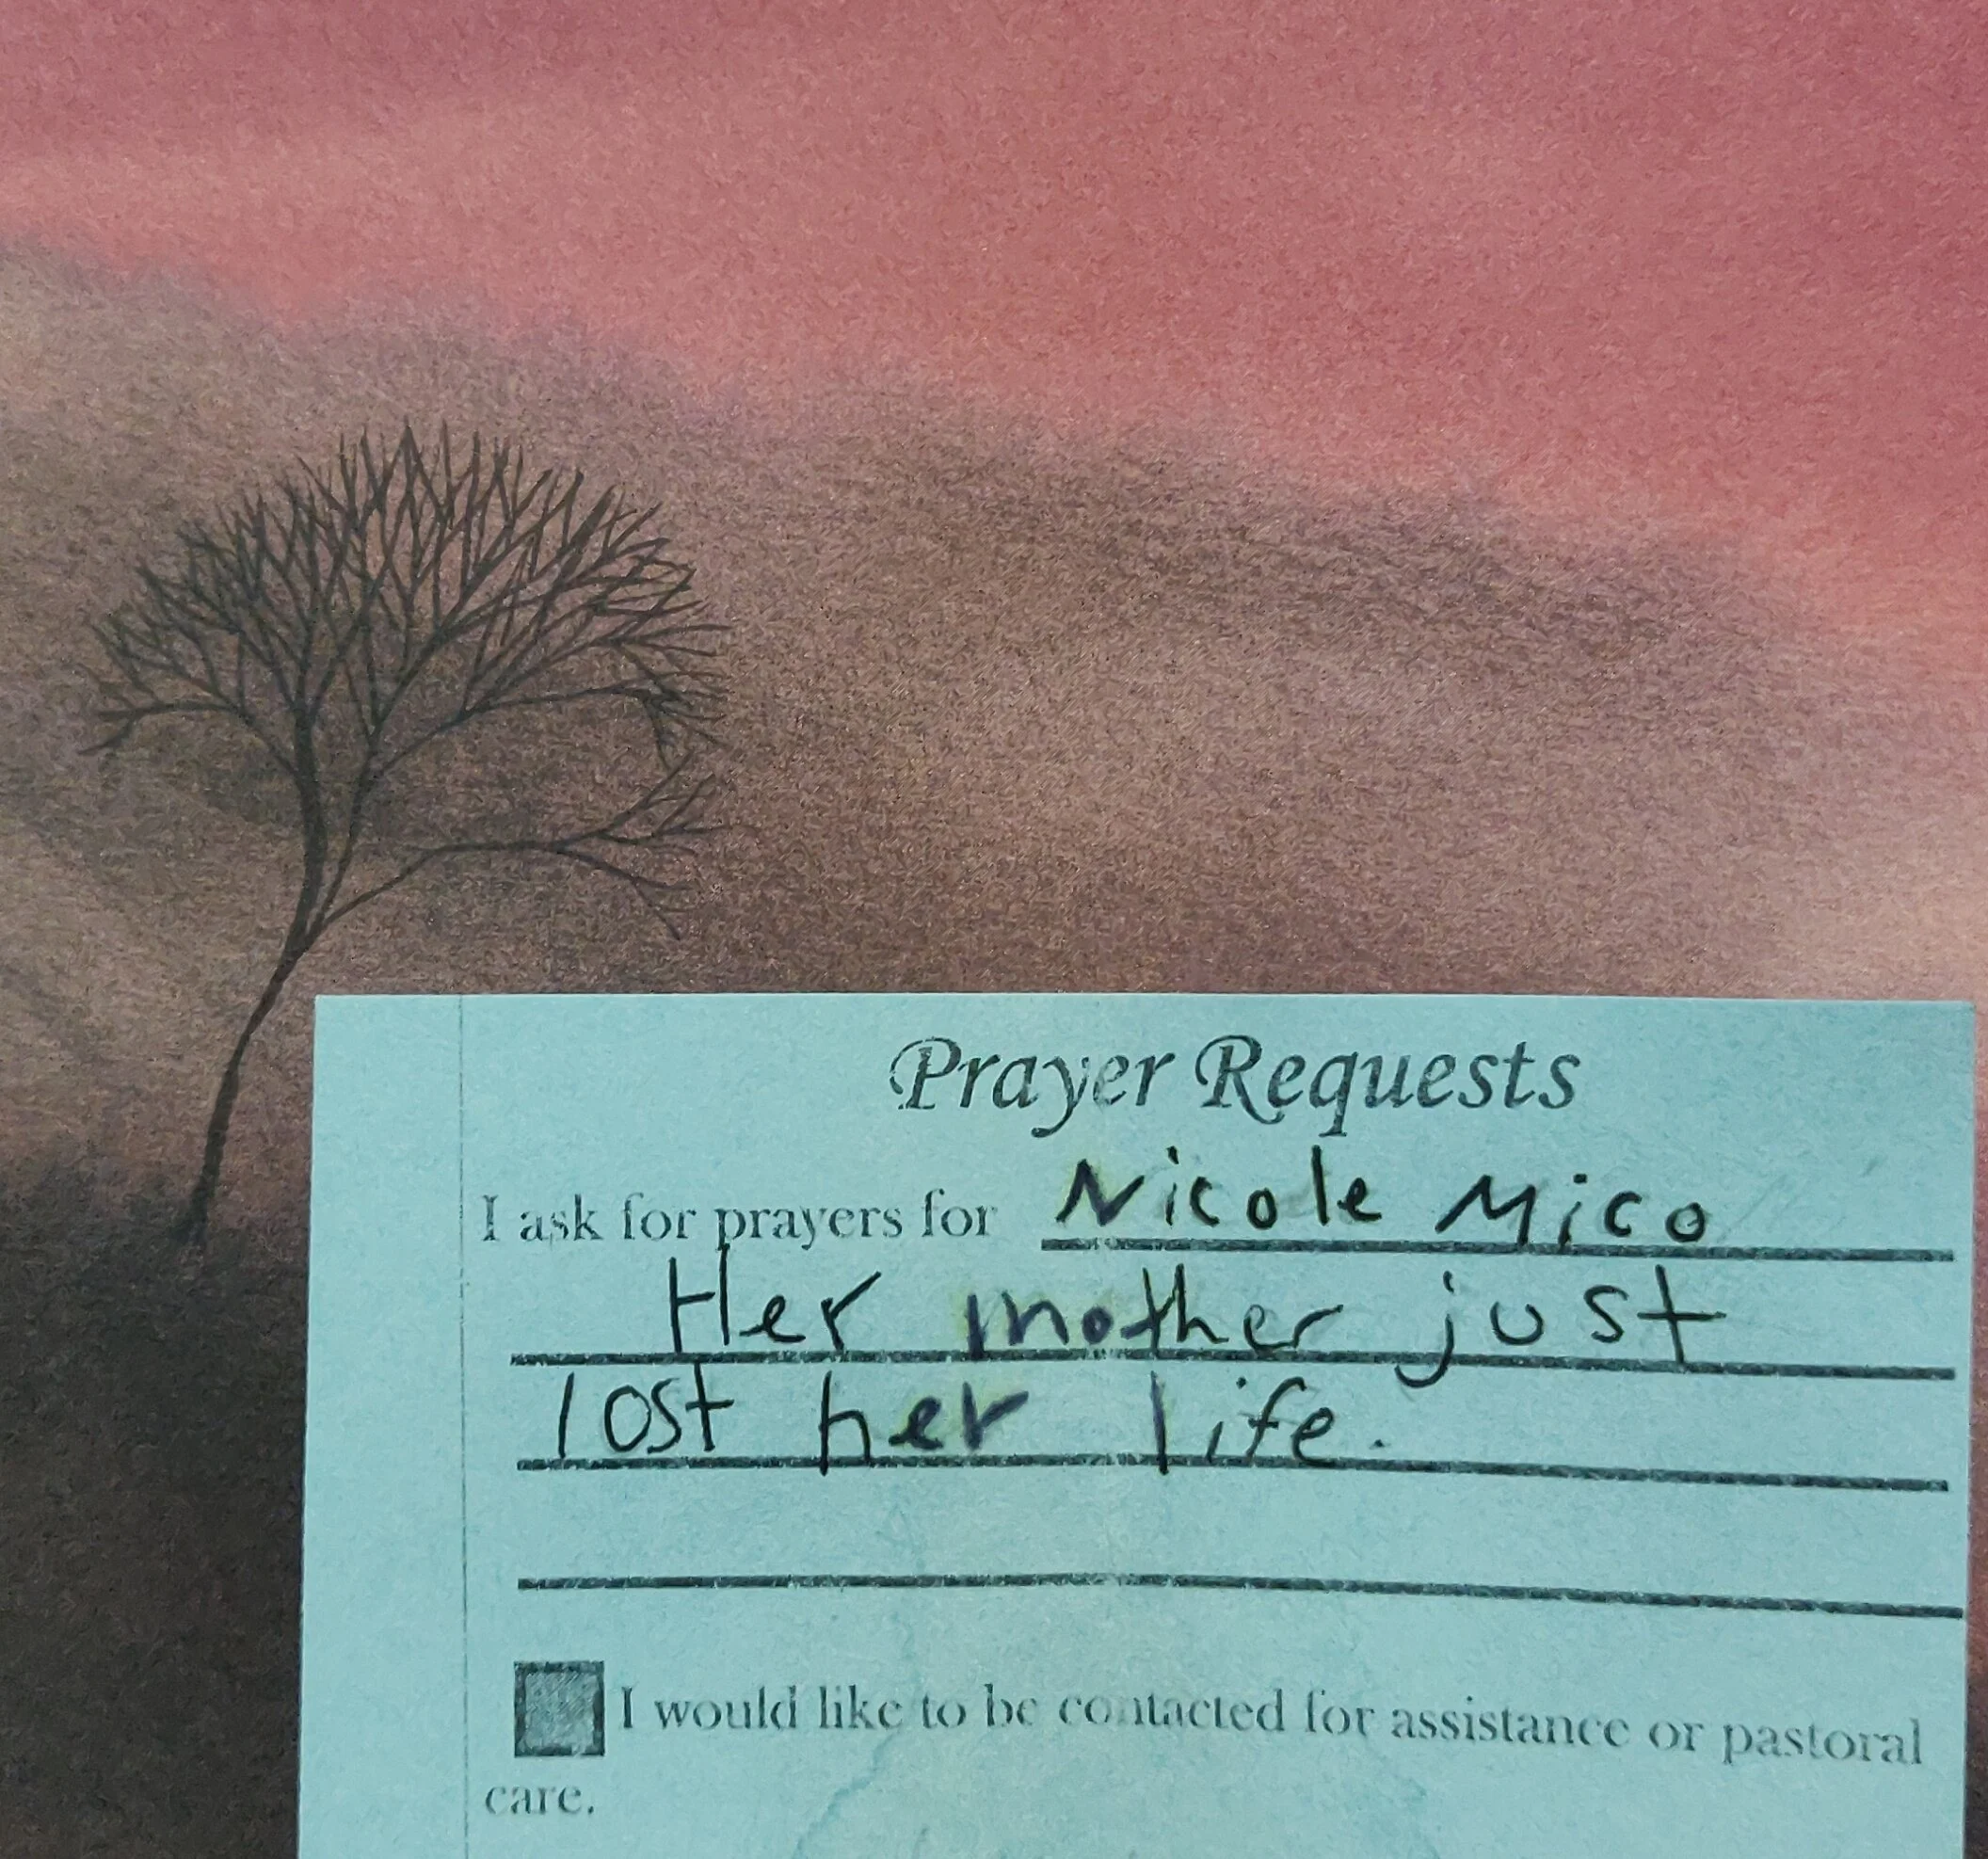 Prayer Requests
I ask for prayers for Nicole Mico
Her mother just
lost her life.
I would like to be contacted for assistance or pastoral
care.